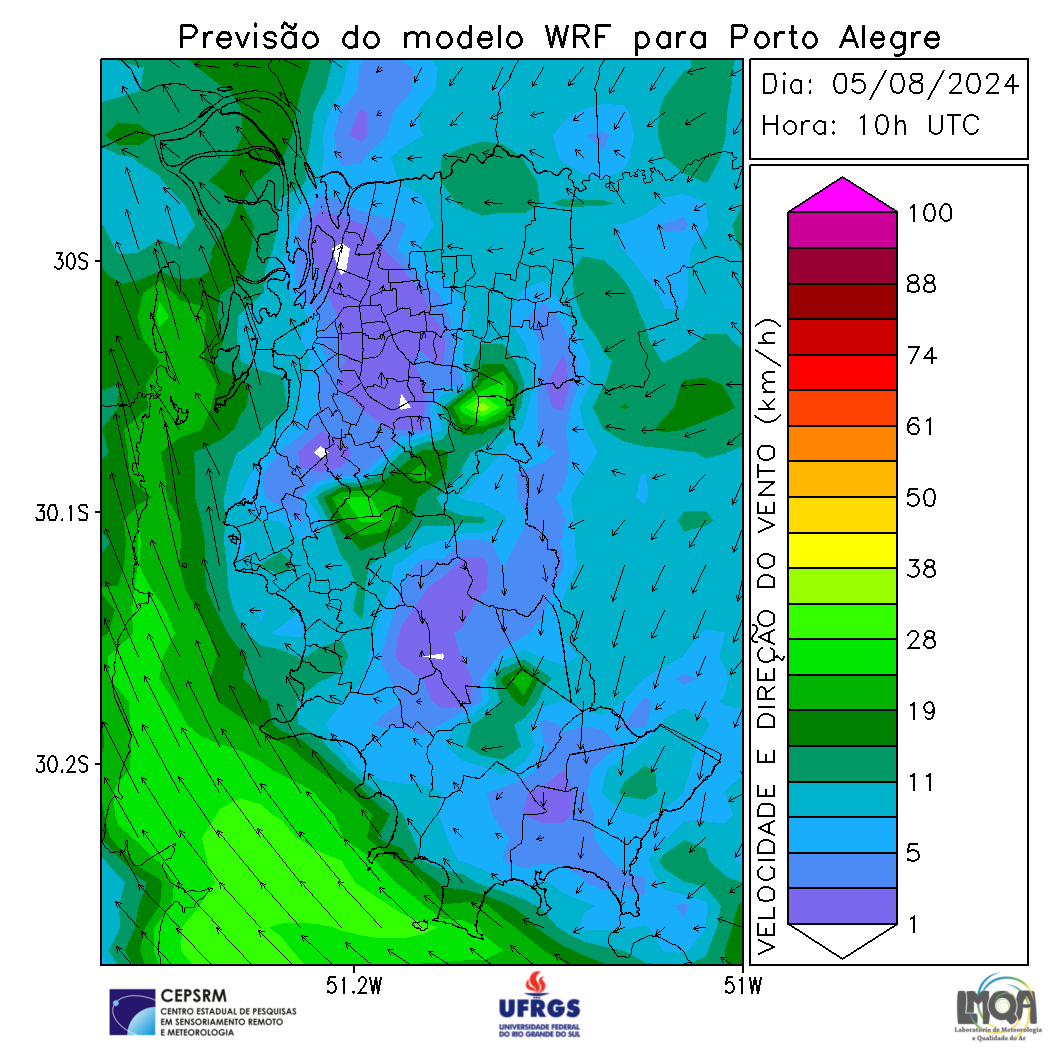 Previsão do modelo WRF para Porto Alegre
Dia: 05/08/2024
Hora: 10h UTC
30S
30.1S
30.2S
51.2W
51W
VELOCIDADE E DIREÇÃO DO VENTO (km/h)
100
88
74
61
50
38
28
19
11
5
1
CEPSRM
CENTRO ESTADUAL DE PESQUISAS
EM SENSORIAMENTO REMOTO
E METEOROLOGIA
UFRGS
UNIVERSIDADE FEDERAL
DO RIO GRANDE DO SUL
LMQA
Laboratório de Meteorologia
e Qualidade do Ar